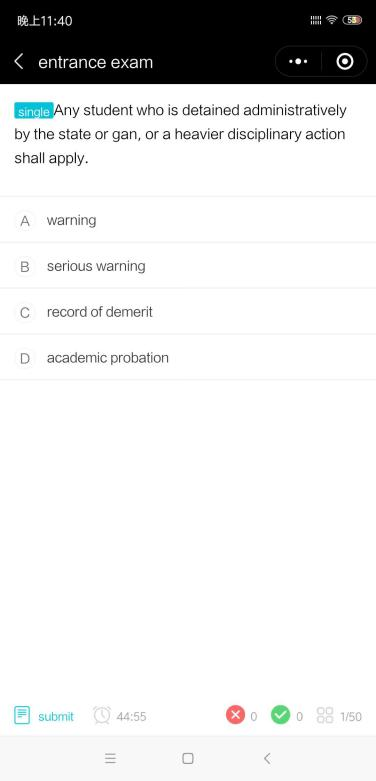 晚上11:40
58
entrance exam
single Any student who is detained administratively
by the state or gan, or a heavier disciplinary action
shall apply.
A warning
B serious warning
C record of demerit
D academic probation
submit 44:55 0 0 1/50